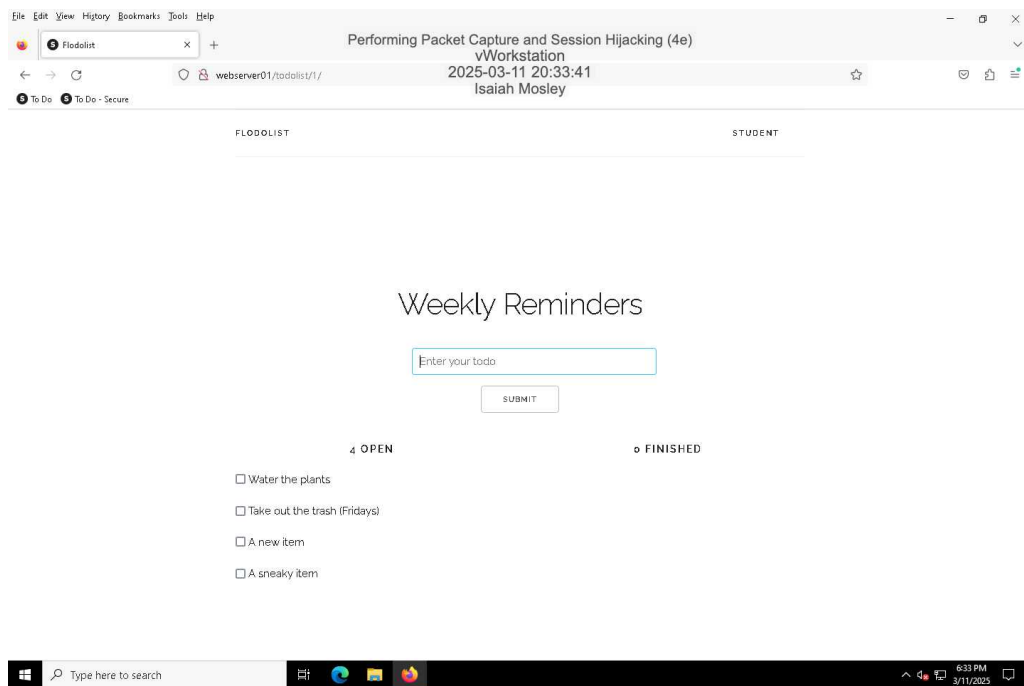 File Edit View History Bookmarks Tools Help
Flodolist
Performing Packet Capture and Session Hijacking (4e)
vWorkstation
2025-03-11 20:33:41
Isaiah Mosley
webserver01/todolist/1/
To Do To Do - Secure
FLODOLIST STUDENT
Weekly Reminders
Enter your todo
SUBMIT
4 OPEN 0 FINISHED
Water the plants
Take out the trash (Fridays)
A new item
A sneaky item
Type here to search
6:33 PM
3/11/2025